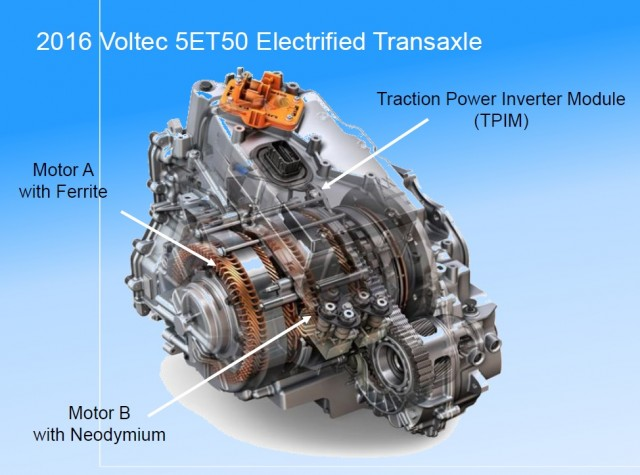 2016 Voltec 5ET50 Electrified Transaxle
Traction Power Inverter Module
(TPIM)
Motor A
with Ferrite
Motor B
with Neodymium